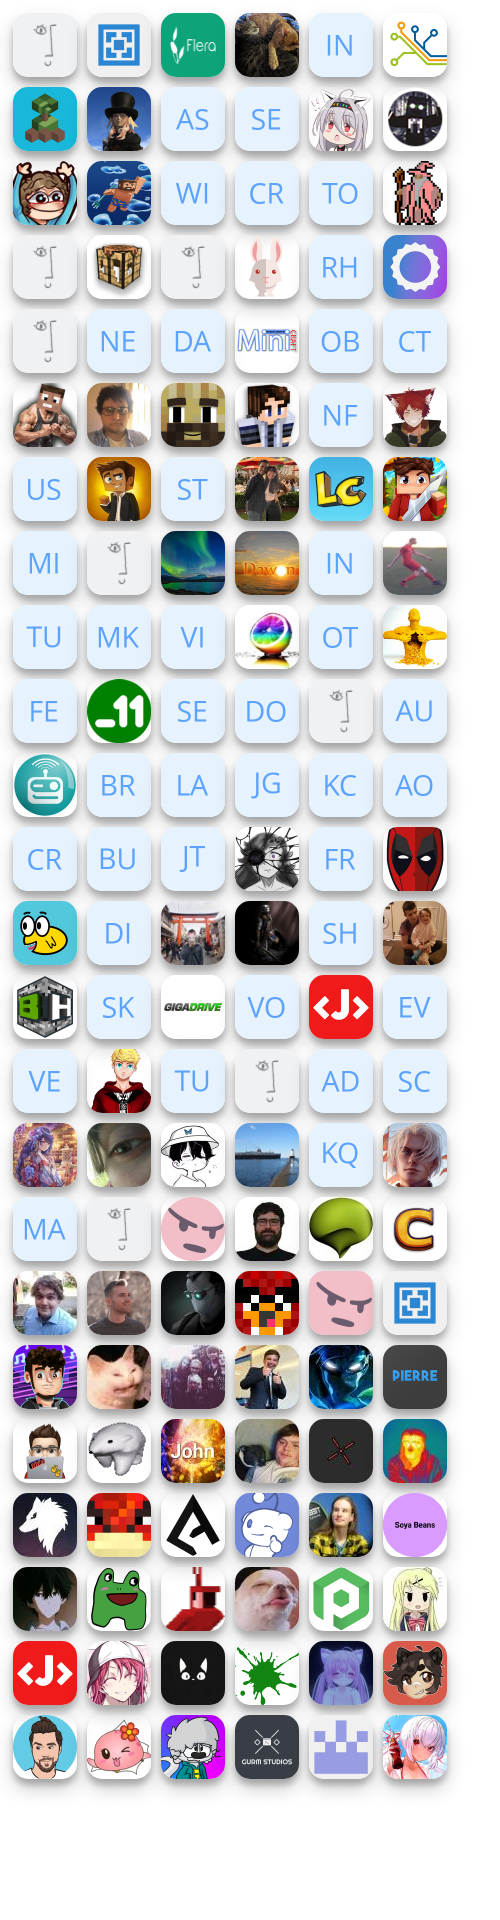 Flera
IN
AS SE
WI CR TO
RH
NE DA Mini CRAFT OB CT
NF
US ST LC
MI Dawn IN
TU MK VI OT
FE _11 SE DO AU
BR LA JG KC AO
CR BU JT FR
DI SH
BH SK GIGADRIVE VO <J> EV
VE TU AD SC
KQ
MA C
PIERRE
John
Soya Beans
<J>
GURM STUDIOS